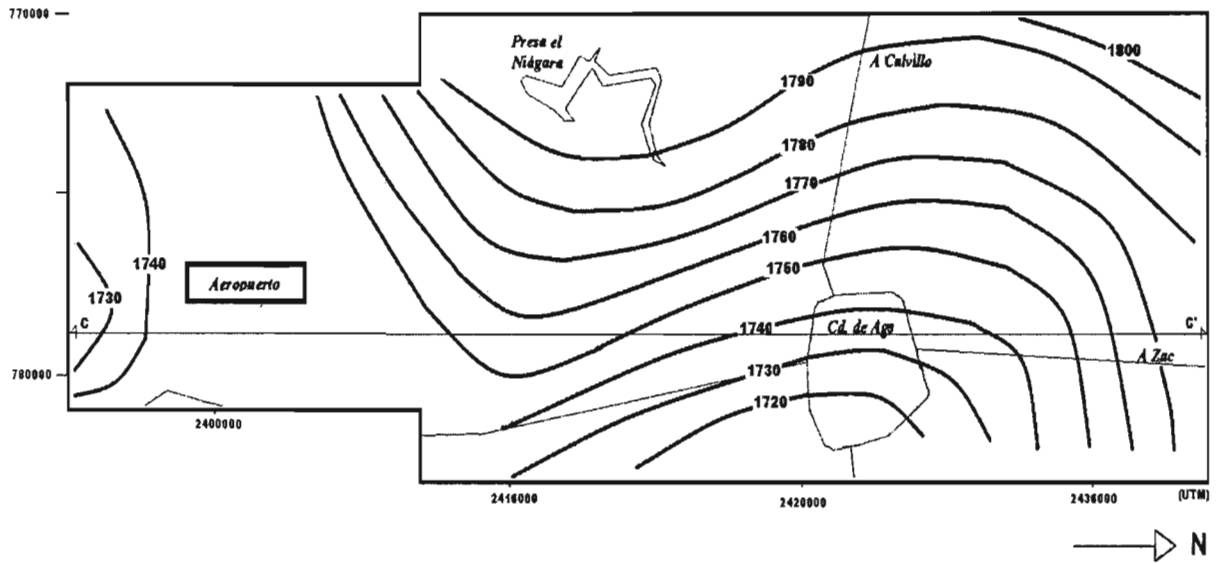 770000
Presa el
Niágara
A Calvillo
1800
1790
1780
1770
1760
1740
Aeropuerto
1750
1730
C
1740
Cd. de Ags
C'
A Zac
780000
1730
1720
2400000
2416000
2420000
2436000
(UTM)
N